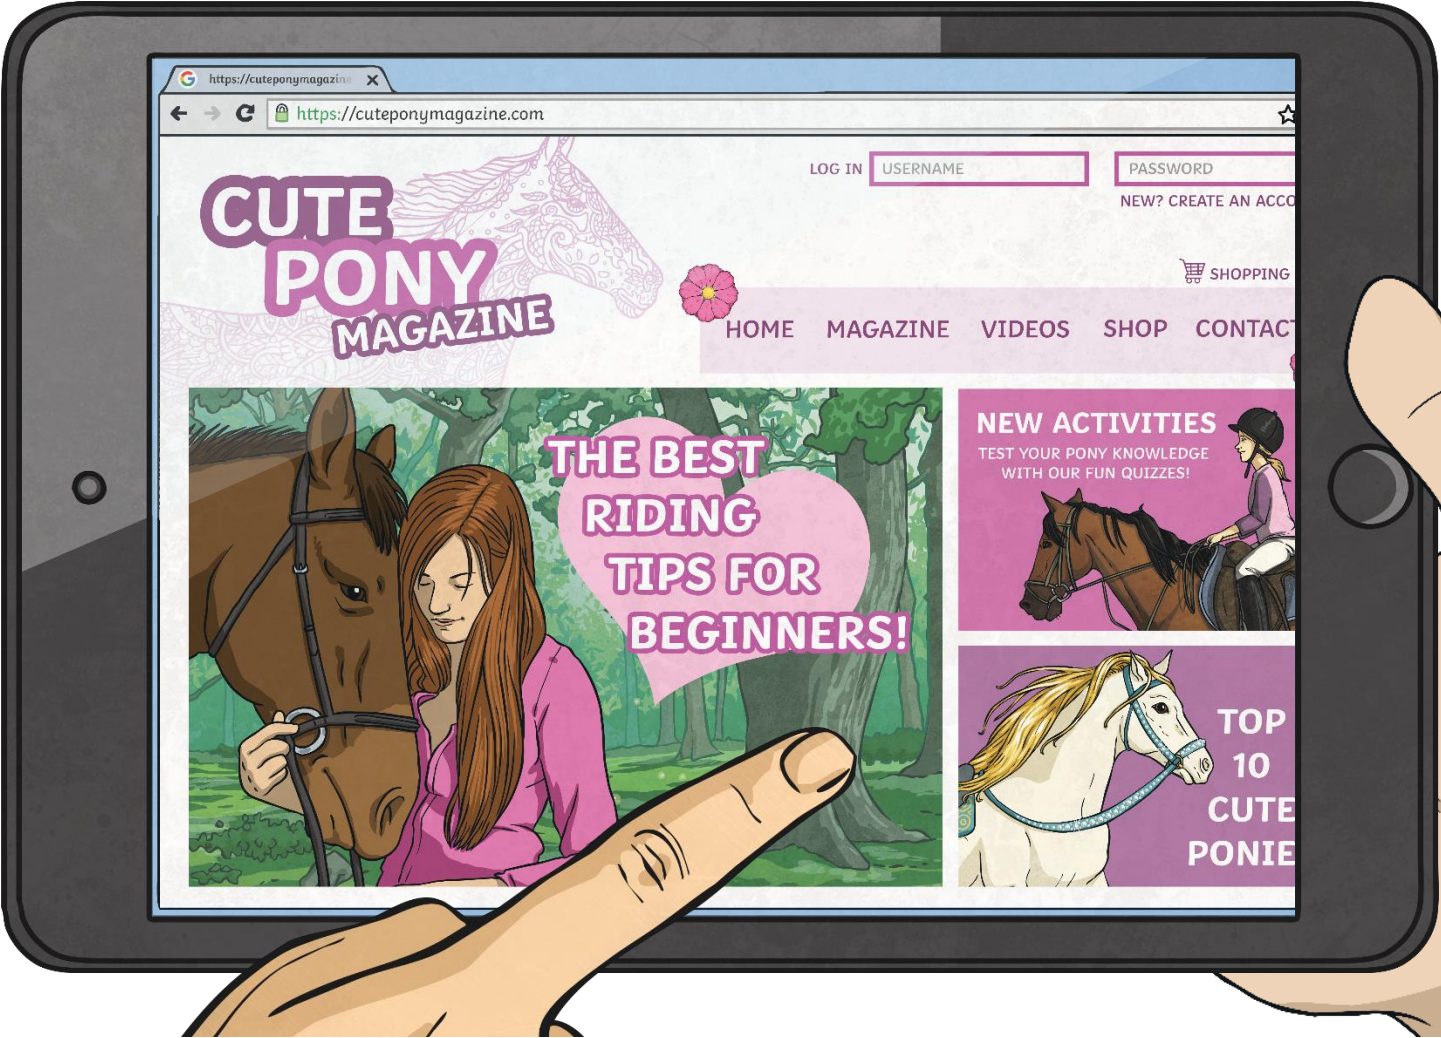 https://cuteponymagazine
https://cuteponymagazine.com
LOG IN USERNAME PASSWORD
NEW? CREATE AN ACCO
CUTE
PONY
MAGAZINE
SHOPPING
HOME MAGAZINE VIDEOS SHOP CONTACT
THE BEST
RIDING
TIPS FOR
BEGINNERS!
NEW ACTIVITIES
TEST YOUR PONY KNOWLEDGE
WITH OUR FUN QUIZZES!
TOP
10
CUTE
PONIE